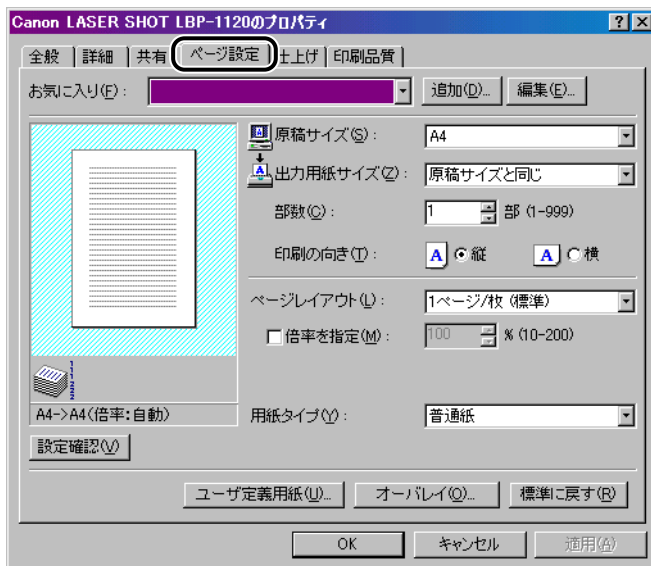 Canon LASER SHOT LBP-1120のプロパティ
全般 詳細 共有 ページ設定 仕上げ 印刷品質
お気に入り(F): 追加(D)... 編集(E)...
原稿サイズ(S): A4
出力用紙サイズ(Z): 原稿サイズと同じ
部数(C): 1 部 (1-999)
印刷の向き(T): A 縦 A 横
ページレイアウト(L): 1ページ/枚 (標準)
倍率を指定(M): 100 % (10-200)
A4->A4(倍率:自動)
用紙タイプ(Y): 普通紙
設定確認(V)
ユーザ定義用紙(U)... オーバレイ(O)... 標準に戻す(R)
OK キャンセル 適用(A)